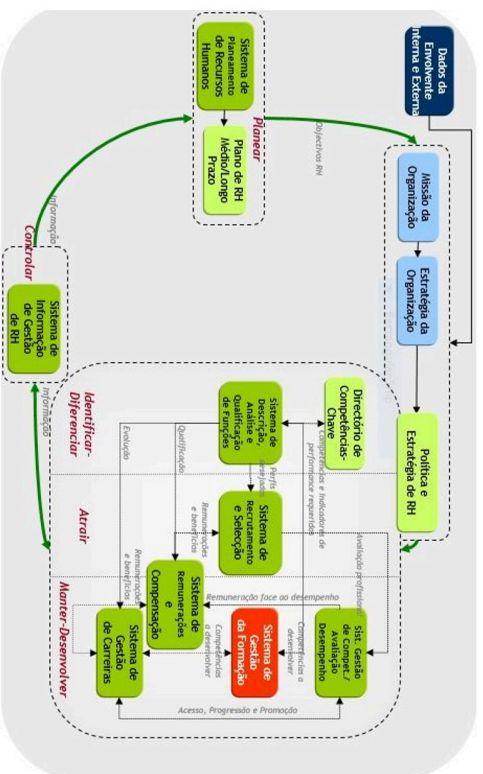 Dados da
Envolvente
Interna e Externa
Missão da
Organização
Estratégia da
Organização
Política e
Estratégia de RH
Sistema de
Planeamento
de Recursos
Humanos
Plano de RH
Médio/Longo
Prazo
Planear
Objectivos RH
Informação
Controlar
Sistema de
Informação
de Gestão
de RH
Informação
Identificar-
Diferenciar
Atrair
Manter-Desenvolver
Directório de
Competências-
Chave
Sistema de
Descrição,
Análise e
Qualificação
de Funções
Competências e Indicadores de
performance requeridos
Perfis
desejados
Qualificação
Evolução
Sistema de
Recrutamento
e Selecção
Avaliação profissional
Remunerações
e benefícios
Remunerações
e benefícios
Remuneração face ao desempenho
Sistema de
Remunerações
Compensação
Sist. Gestão
de Compet./
Avaliação
Desempenho
Competências a
desenvolver
Sistema de
Gestão
da Formação
Competências
a desenvolver
Sistema de
Gestão
de Carreiras
Acesso, Progressão e Promoção